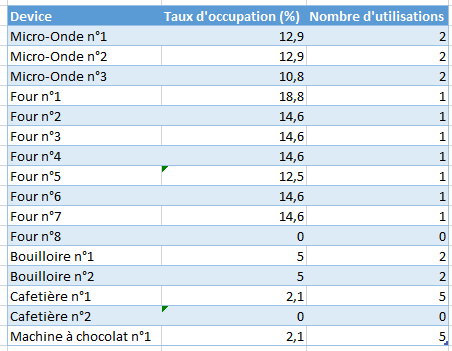 Device Taux d'occupation (%) Nombre d'utilisations
Micro-Onde n°1 12,9 2
Micro-Onde n°2 12,9 2
Micro-Onde n°3 10,8 2
Four n°1 18,8 1
Four n°2 14,6 1
Four n°3 14,6 1
Four n°4 14,6 1
Four n°5 12,5 1
Four n°6 14,6 1
Four n°7 14,6 1
Four n°8 0 0
Bouilloire n°1 5 2
Bouilloire n°2 5 2
Cafetière n°1 2,1 5
Cafetière n°2 0 0
Machine à chocolat n°1 2,1 5